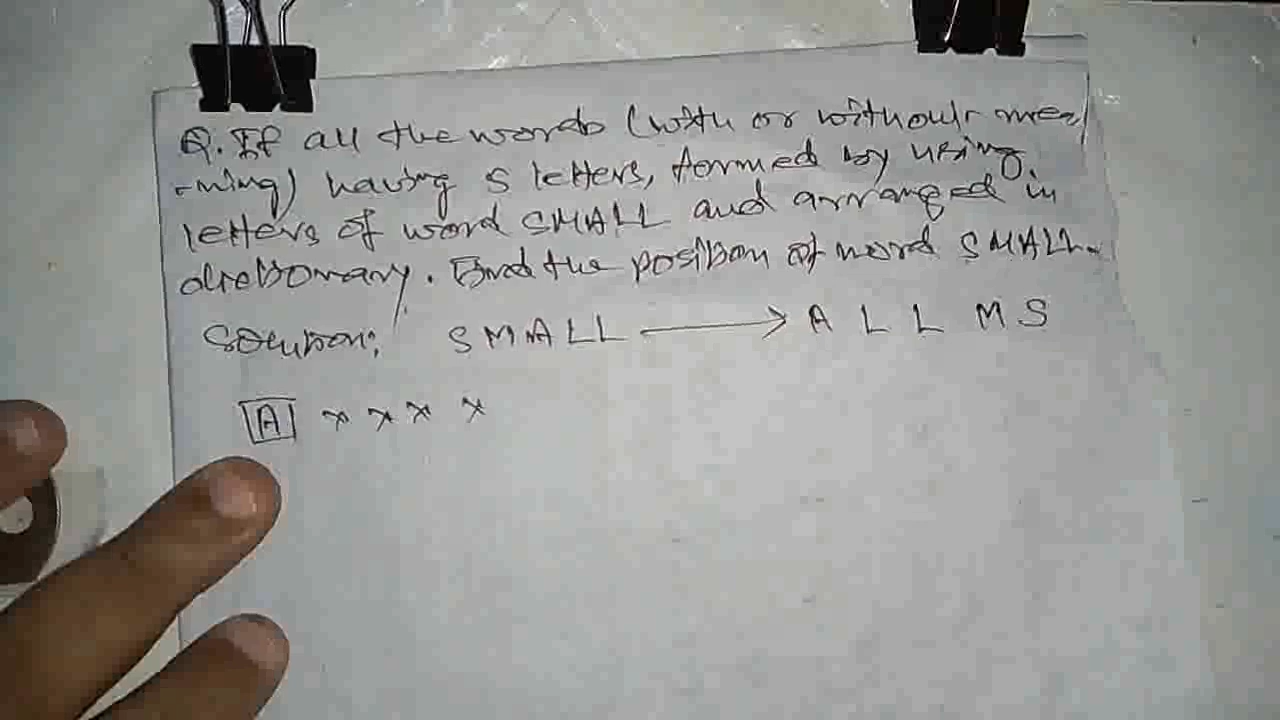 Q. If all the words (with or without mea
-ning) having 5 letters, formed by using
letters of word SMALL and arranged in
dictionary. Find the position of word SMALL.
Solution: SMALL → A L L M S
A * * * *